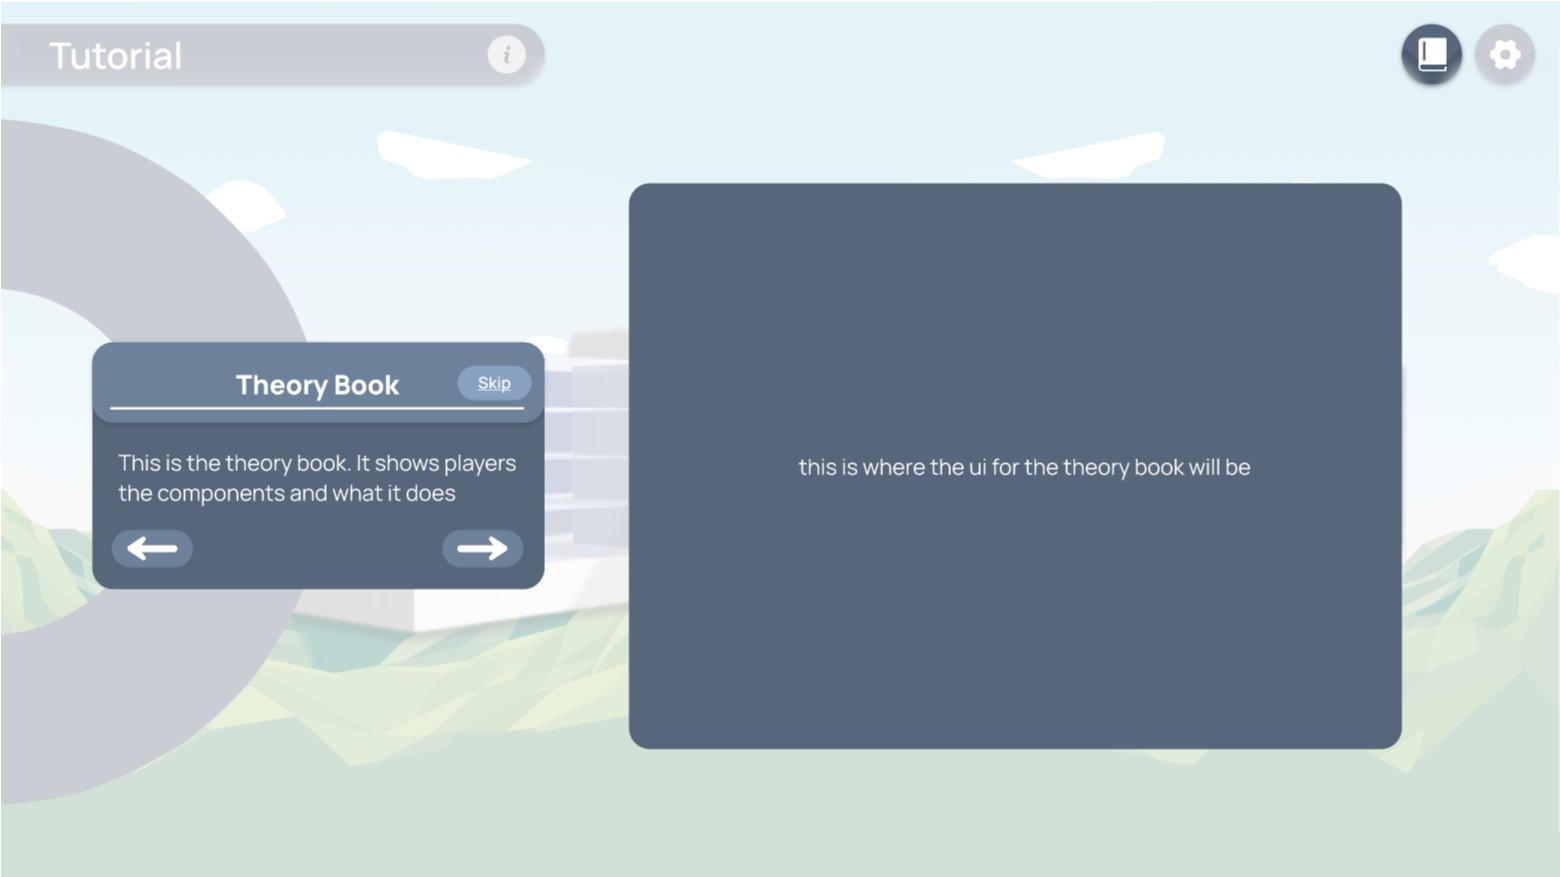 Tutorial
i
Theory Book
Skip
This is the theory book. It shows players
the components and what it does
this is where the ui for the theory book will be